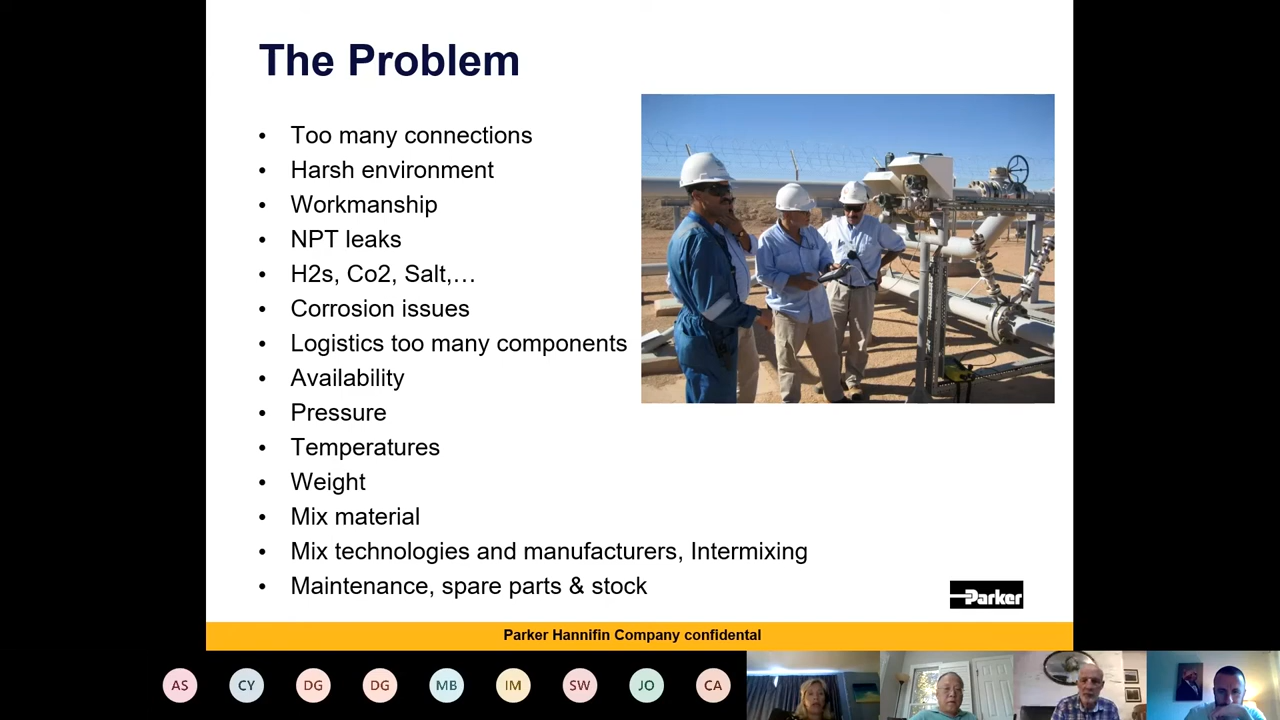 The Problem
• Too many connections
• Harsh environment
• Workmanship
• NPT leaks
• H2s, Co2, Salt,…
• Corrosion issues
• Logistics too many components
• Availability
• Pressure
• Temperatures
• Weight
• Mix material
• Mix technologies and manufacturers, Intermixing
• Maintenance, spare parts & stock
Parker
Parker Hannifin Company confidental
AS CY DG DG MB IM SW JO CA